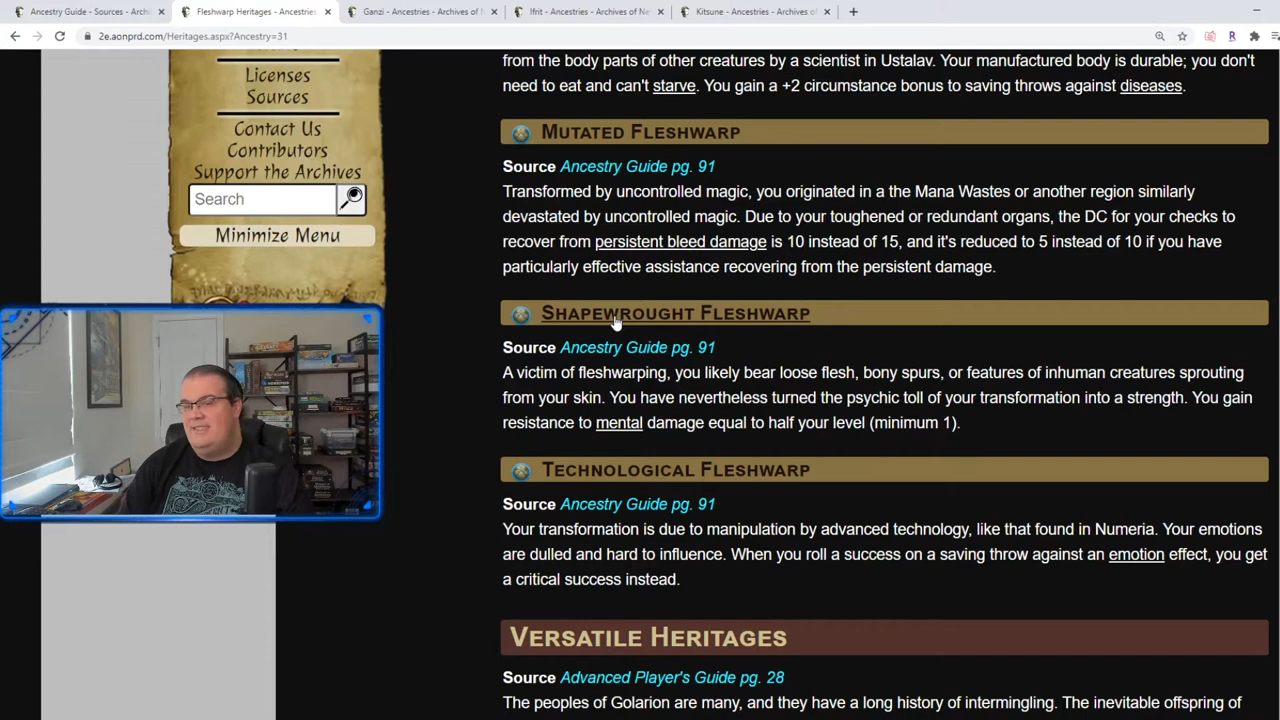 Ancestry Guide - Sources - Archi
Fleshwarp Heritages - Ancestries
Ganzi - Ancestries - Archives of N
Ifrit - Ancestries - Archives of Ne
Kitsune - Ancestries - Archives of
2e.aonprd.com/Heritages.aspx?Ancestry=31
Licenses
Sources
Contact Us
Contributors
Support the Archives
Search
Minimize Menu
from the body parts of other creatures by a scientist in Ustalav. Your manufactured body is durable; you don't
need to eat and can't starve. You gain a +2 circumstance bonus to saving throws against diseases.
MUTATED FLESHWARP
Source Ancestry Guide pg. 91
Transformed by uncontrolled magic, you originated in a the Mana Wastes or another region similarly
devastated by uncontrolled magic. Due to your toughened or redundant organs, the DC for your checks to
recover from persistent bleed damage is 10 instead of 15, and it's reduced to 5 instead of 10 if you have
particularly effective assistance recovering from the persistent damage.
SHAPEWROUGHT FLESHWARP
Source Ancestry Guide pg. 91
A victim of fleshwarping, you likely bear loose flesh, bony spurs, or features of inhuman creatures sprouting
from your skin. You have nevertheless turned the psychic toll of your transformation into a strength. You gain
resistance to mental damage equal to half your level (minimum 1).
TECHNOLOGICAL FLESHWARP
Source Ancestry Guide pg. 91
Your transformation is due to manipulation by advanced technology, like that found in Numeria. Your emotions
are dulled and hard to influence. When you roll a success on a saving throw against an emotion effect, you get
a critical success instead.
VERSATILE HERITAGES
Source Advanced Player's Guide pg. 28
The peoples of Golarion are many, and they have a long history of intermingling. The inevitable offspring of